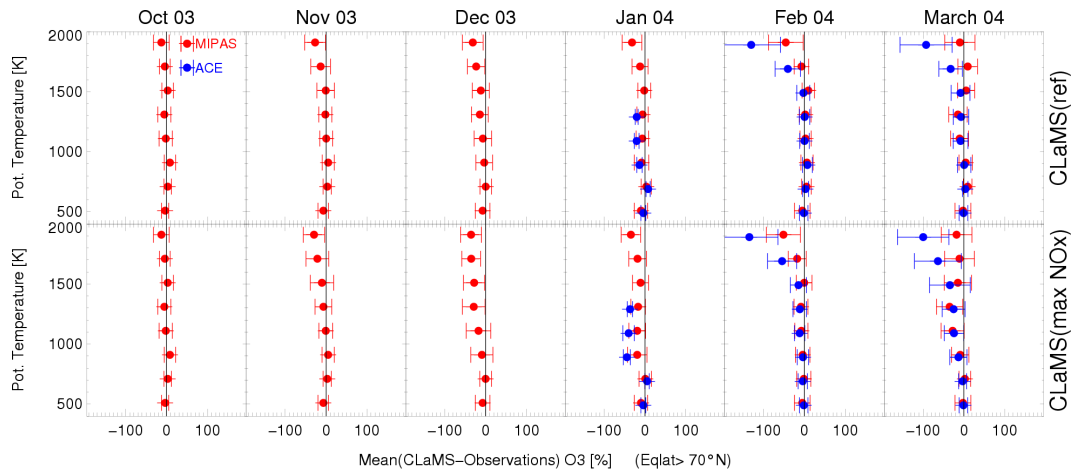 Oct 03 Nov 03 Dec 03 Jan 04 Feb 04 March 04
2000 1500 1000 500
Pot. Temperature [K]
MIPAS
ACE
CLaMS(ref)
2000 1500 1000 500
Pot. Temperature [K]
CLaMS(max NOx)
−100 0 100 −100 0 100 −100 0 100 −100 0 100 −100 0 100 −100 0 100
Mean(CLaMS−Observations) O3 [%] (Eqlat> 70°N)